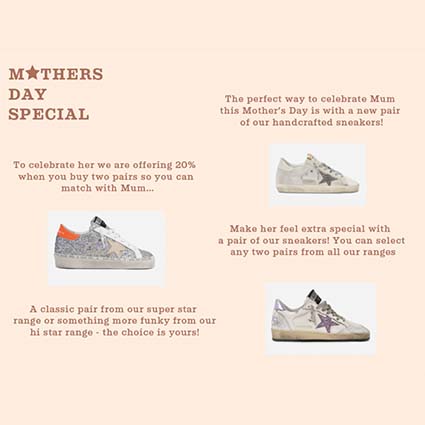 M★THERS
DAY
SPECIAL
To celebrate her we are offering 20%
when you buy two pairs so you can
match with Mum...
A classic pair from our super star
range or something more funky from our
hi star range - the choice is yours!
The perfect way to celebrate Mum
this Mother's Day is with a new pair
of our handcrafted sneakers!
Make her feel extra special with
a pair of our sneakers! You can select
any two pairs from all our ranges